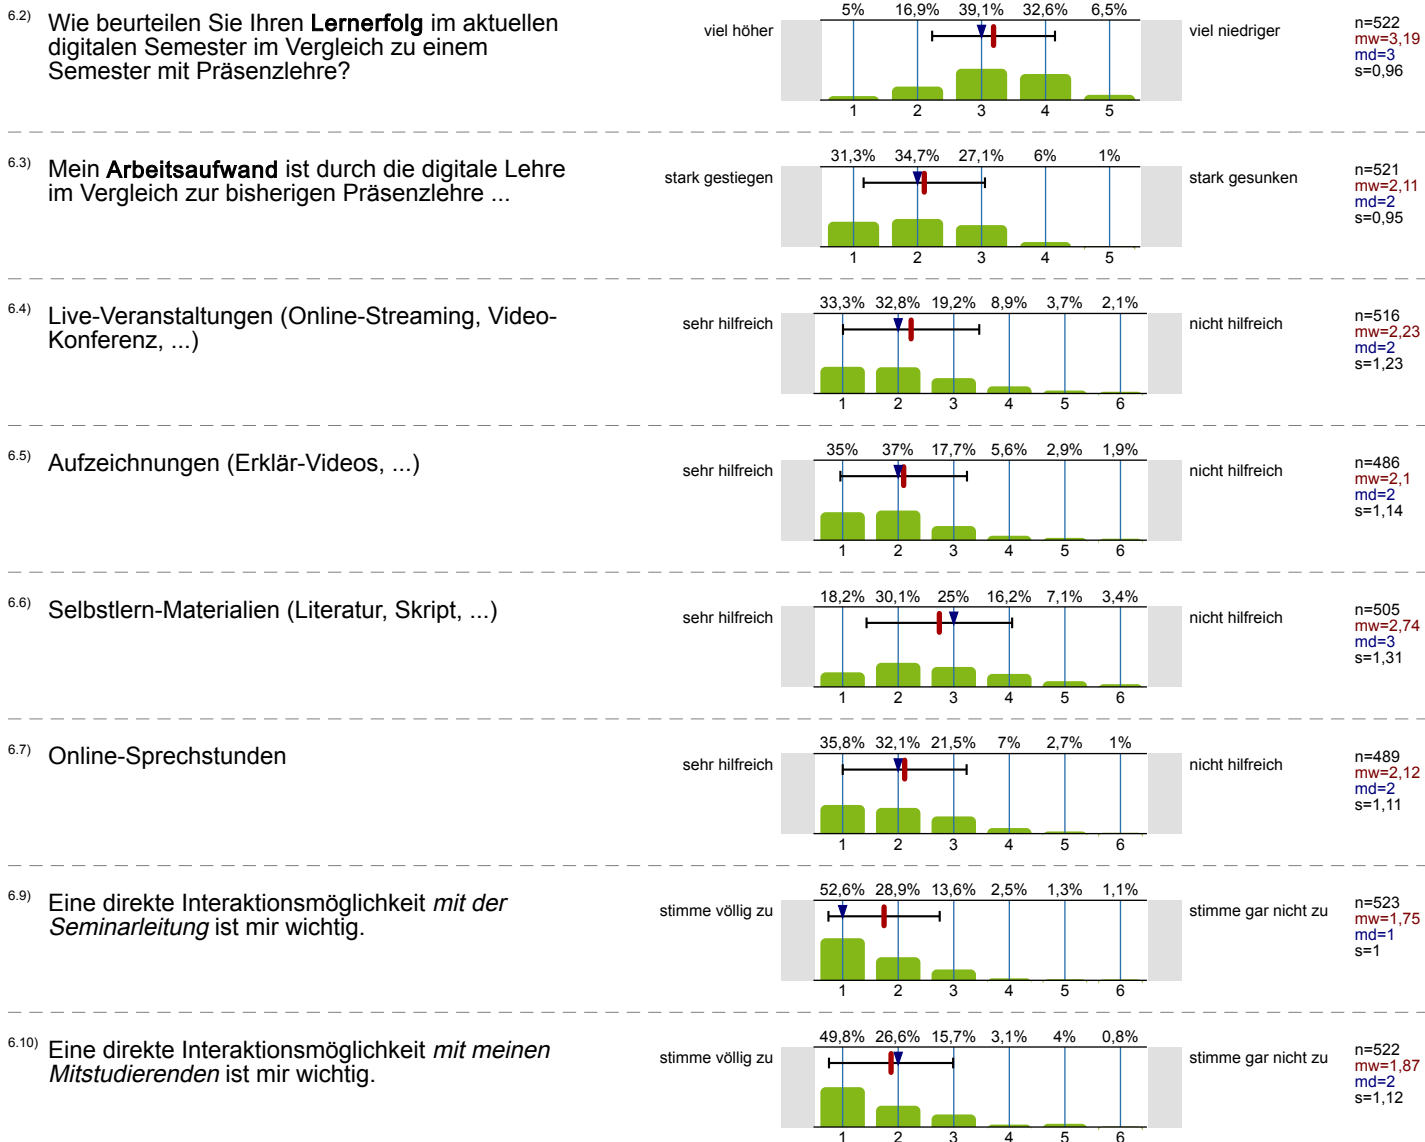 6.2) Wie beurteilen Sie Ihren Lernerfolg im aktuellen
digitalen Semester im Vergleich zu einem
Semester mit Präsenzlehre?
viel höher
5% 16,9% 39,1% 32,6% 6,5%
1 2 3 4 5
viel niedriger
n=522
mw=3,19
md=3
s=0,96
6.3) Mein Arbeitsaufwand ist durch die digitale Lehre
im Vergleich zur bisherigen Präsenzlehre ...
stark gestiegen
31,3% 34,7% 27,1% 6% 1%
1 2 3 4 5
stark gesunken
n=521
mw=2,11
md=2
s=0,95
6.4) Live-Veranstaltungen (Online-Streaming, Video-
Konferenz, ...)
sehr hilfreich
33,3% 32,8% 19,2% 8,9% 3,7% 2,1%
1 2 3 4 5 6
nicht hilfreich
n=516
mw=2,23
md=2
s=1,23
6.5) Aufzeichnungen (Erklär-Videos, ...)
sehr hilfreich
35% 37% 17,7% 5,6% 2,9% 1,9%
1 2 3 4 5 6
nicht hilfreich
n=486
mw=2,1
md=2
s=1,14
6.6) Selbstlern-Materialien (Literatur, Skript, ...)
sehr hilfreich
18,2% 30,1% 25% 16,2% 7,1% 3,4%
1 2 3 4 5 6
nicht hilfreich
n=505
mw=2,74
md=3
s=1,31
6.7) Online-Sprechstunden
sehr hilfreich
35,8% 32,1% 21,5% 7% 2,7% 1%
1 2 3 4 5 6
nicht hilfreich
n=489
mw=2,12
md=2
s=1,11
6.9) Eine direkte Interaktionsmöglichkeit mit der
Seminarleitung ist mir wichtig.
stimme völlig zu
52,6% 28,9% 13,6% 2,5% 1,3% 1,1%
1 2 3 4 5 6
stimme gar nicht zu
n=523
mw=1,75
md=1
s=1
6.10) Eine direkte Interaktionsmöglichkeit mit meinen
Mitstudierenden ist mir wichtig.
stimme völlig zu
49,8% 26,6% 15,7% 3,1% 4% 0,8%
1 2 3 4 5 6
stimme gar nicht zu
n=522
mw=1,87
md=2
s=1,12